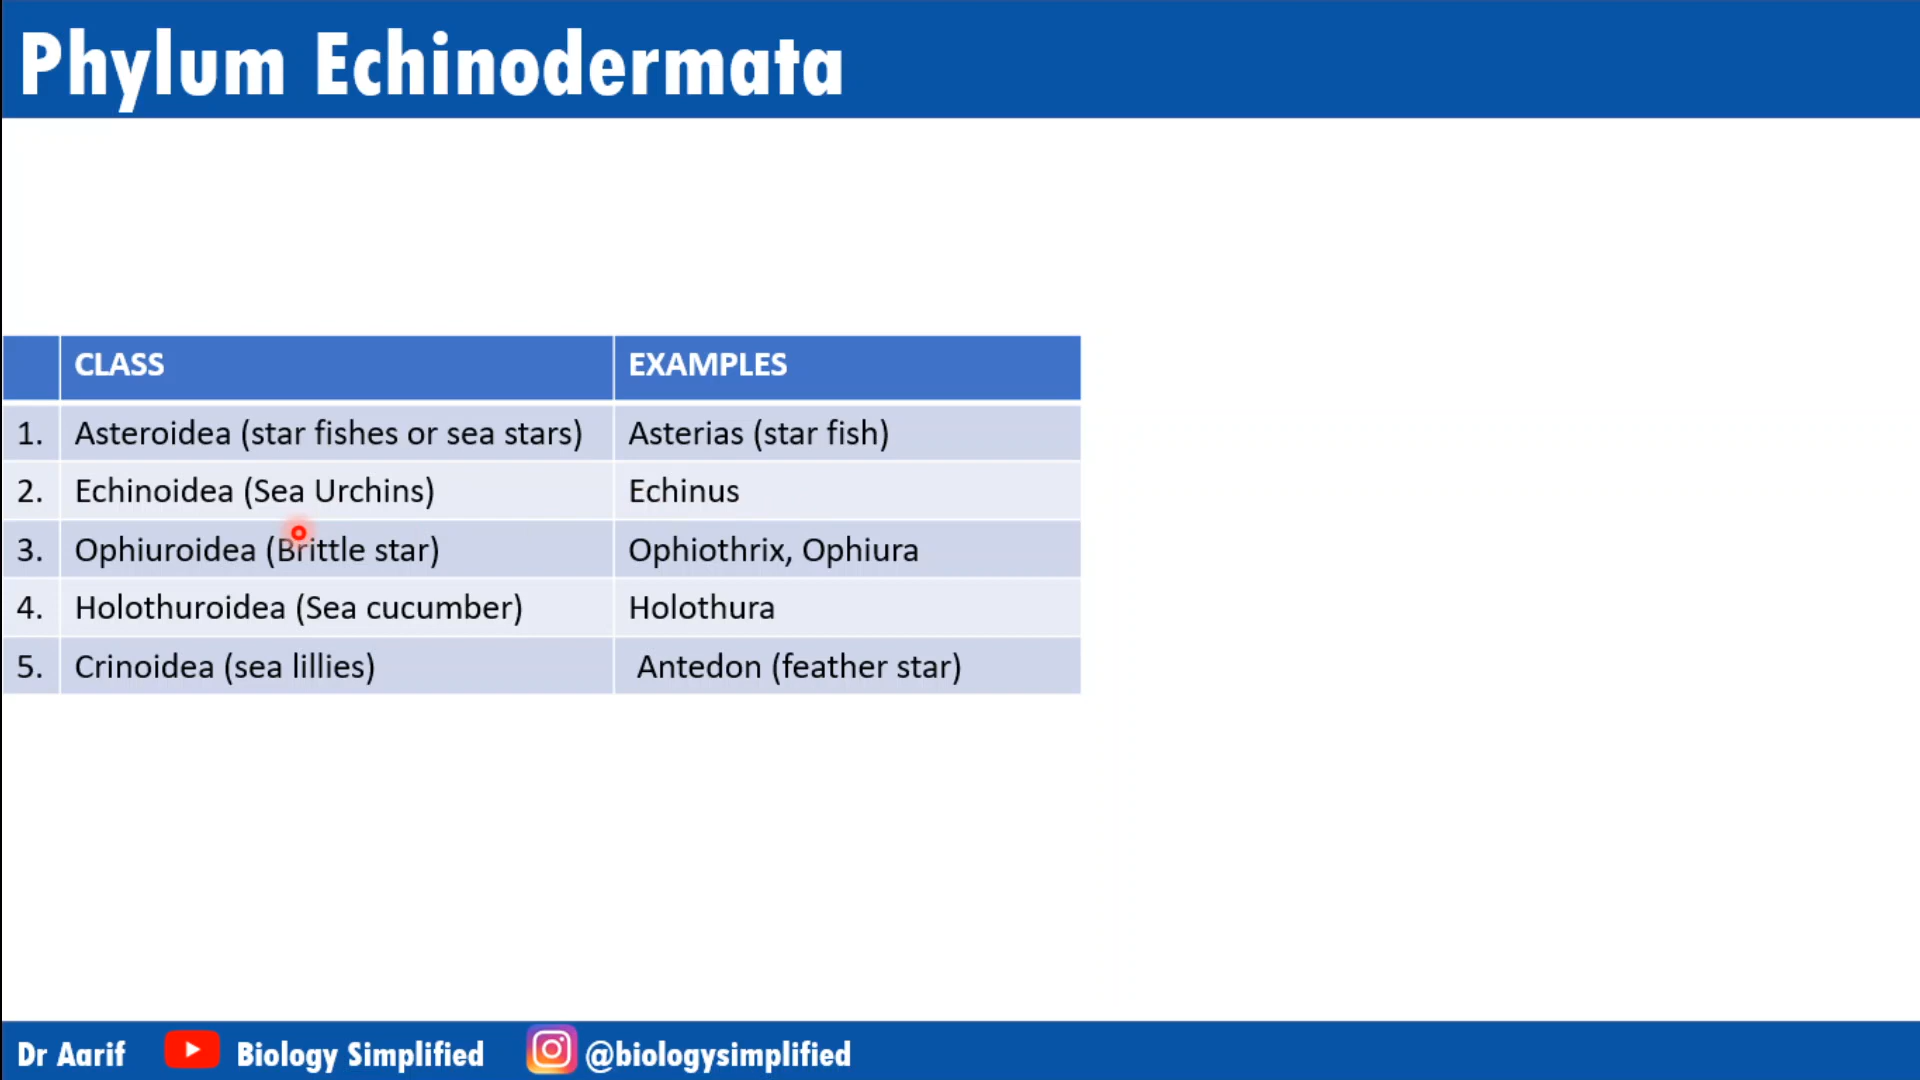 Phylum Echinodermata
CLASS EXAMPLES
1. Asteroidea (star fishes or sea stars) Asterias (star fish)
2. Echinoidea (Sea Urchins) Echinus
3. Ophiuroidea (Brittle star) Ophiothrix, Ophiura
4. Holothuroidea (Sea cucumber) Holothura
5. Crinoidea (sea lillies) Antedon (feather star)
Dr Aarif Biology Simplified @biologysimplified